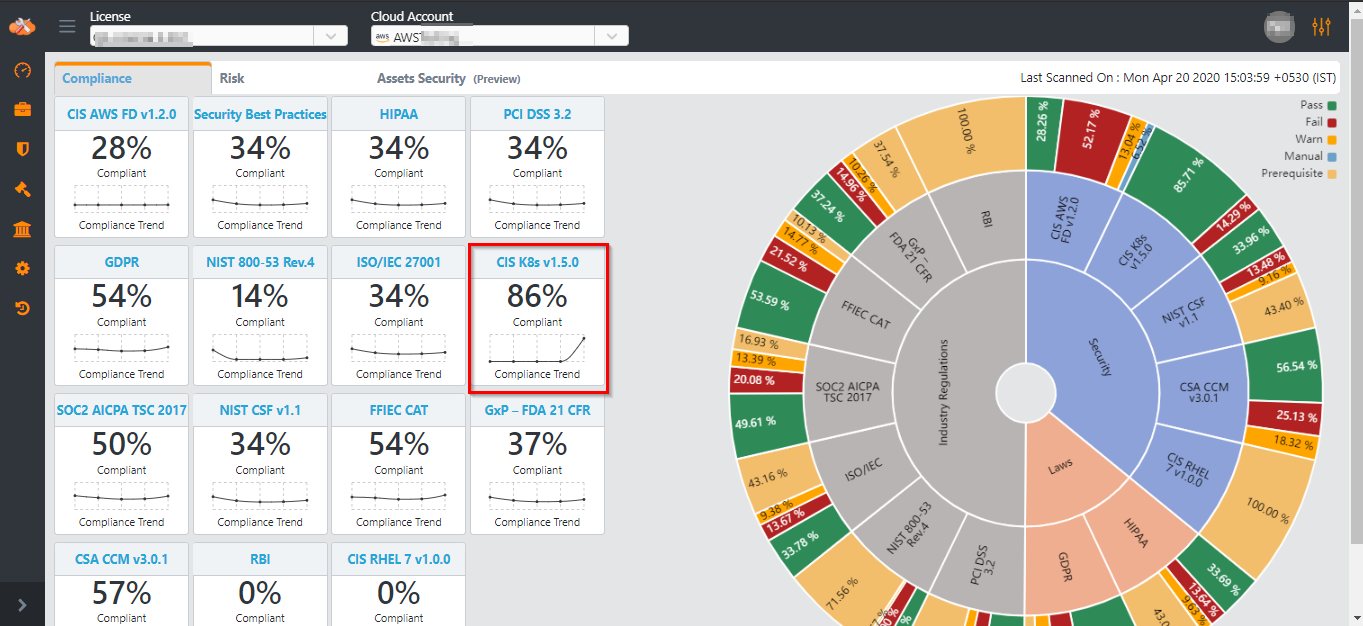 License
Cloud Account
aws AWS
Compliance
Risk
Assets Security (Preview)
Last Scanned On : Mon Apr 20 2020 15:03:59 +0530 (IST)
CIS AWS FD v1.2.0
28%
Compliant
Compliance Trend
Security Best Practices
34%
Compliant
Compliance Trend
HIPAA
34%
Compliant
Compliance Trend
PCI DSS 3.2
34%
Compliant
Compliance Trend
GDPR
54%
Compliant
Compliance Trend
NIST 800-53 Rev.4
14%
Compliant
Compliance Trend
ISO/IEC 27001
34%
Compliant
Compliance Trend
CIS K8s v1.5.0
86%
Compliant
Compliance Trend
SOC2 AICPA TSC 2017
50%
Compliant
Compliance Trend
NIST CSF v1.1
34%
Compliant
Compliance Trend
FFIEC CAT
54%
Compliant
Compliance Trend
GxP – FDA 21 CFR
37%
Compliant
Compliance Trend
CSA CCM v3.0.1
57%
Compliant
RBI
0%
Compliant
CIS RHEL 7 v1.0.0
0%
Compliant
Pass
Fail
Warn
Manual
Prerequisite
Security
Laws
Industry Regulations
CIS AWS
FD v1.2.0
CIS K8s
v1.5.0
NIST CSF
v1.1
CSA CCM
v3.0.1
CIS RHEL
7 v1.0.0
HIPAA
GDPR
PCI DSS
3.2
NIST 800-53
Rev.4
ISO/IEC
SOC2 AICPA
TSC 2017
FFIEC CAT
GxP –
FDA 21 CFR
RBI
28.26 %
52.17 %
13.04 %
6.52 %
85.71 %
14.29 %
33.96 %
13.48 %
9.16 %
43.40 %
56.54 %
25.13 %
18.32 %
100.00 %
33.69 %
13.64 %
9.63 %
71.56 %
33.78 %
13.67 %
9.38 %
43.16 %
49.61 %
20.08 %
13.39 %
16.93 %
53.59 %
21.52 %
14.77 %
10.13 %
37.24 %
14.96 %
10.26 %
37.54 %
100.00 %